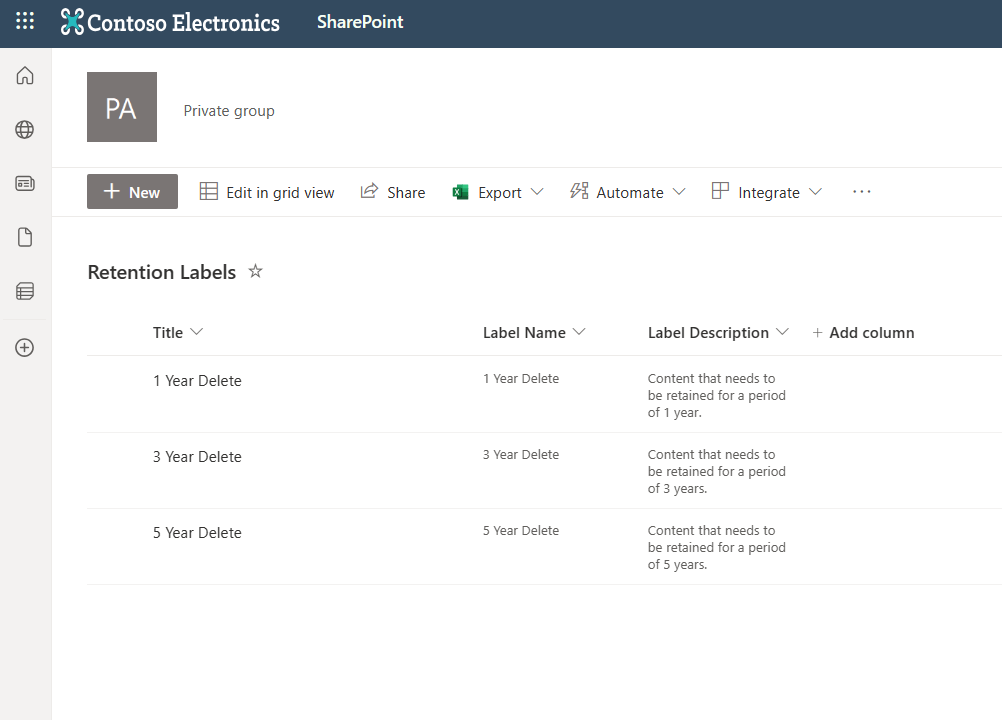 Contoso Electronics SharePoint
PA
Private group
New Edit in grid view Share Export Automate Integrate ...
Retention Labels
Title Label Name Label Description + Add column
1 Year Delete 1 Year Delete Content that needs to
be retained for a period
of 1 year.
3 Year Delete 3 Year Delete Content that needs to
be retained for a period
of 3 years.
5 Year Delete 5 Year Delete Content that needs to
be retained for a period
of 5 years.